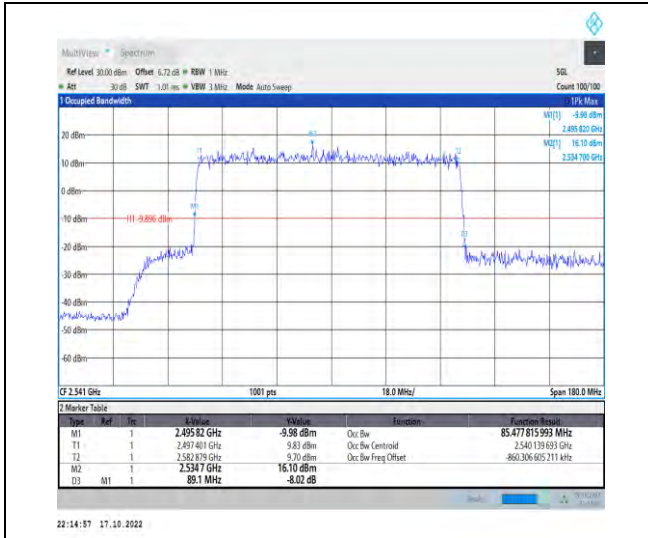 MultiView Spectrum
Ref Level 30.00 dBm Offset 6.72 dB RBW 1 MHz SGL
Att 30 dB SWT 1.01 ms VBW 3 MHz Mode Auto Sweep Count 100/100
1 Occupied Bandwidth 1Pk Max
M1[1] -9.98 dBm
2.495 820 GHz
M2[1] 16.10 dBm
2.534 700 GHz
20 dBm
T1 T2
10 dBm
0 dBm
M1
-10 dBm H1 -9.896 dBm
D3
-20 dBm
-30 dBm
-40 dBm
-50 dBm
-60 dBm
CF 2.541 GHz 1001 pts 18.0 MHz/ Span 180.0 MHz
2 Marker Table
Type Ref Trc X-Value Y-Value Function Function Result
M1 1 2.495 82 GHz -9.98 dBm Occ Bw 85.477 815 993 MHz
T1 1 2.497 401 GHz 9.83 dBm Occ Bw Centroid 2.540 139 693 GHz
T2 1 2.582 879 GHz 9.70 dBm Occ Bw Freq Offset -860.306 605 211 kHz
M2 1 2.534 7 GHz 16.10 dBm
D3 M1 1 89.1 MHz -8.02 dB
22:14:57 17.10.2022